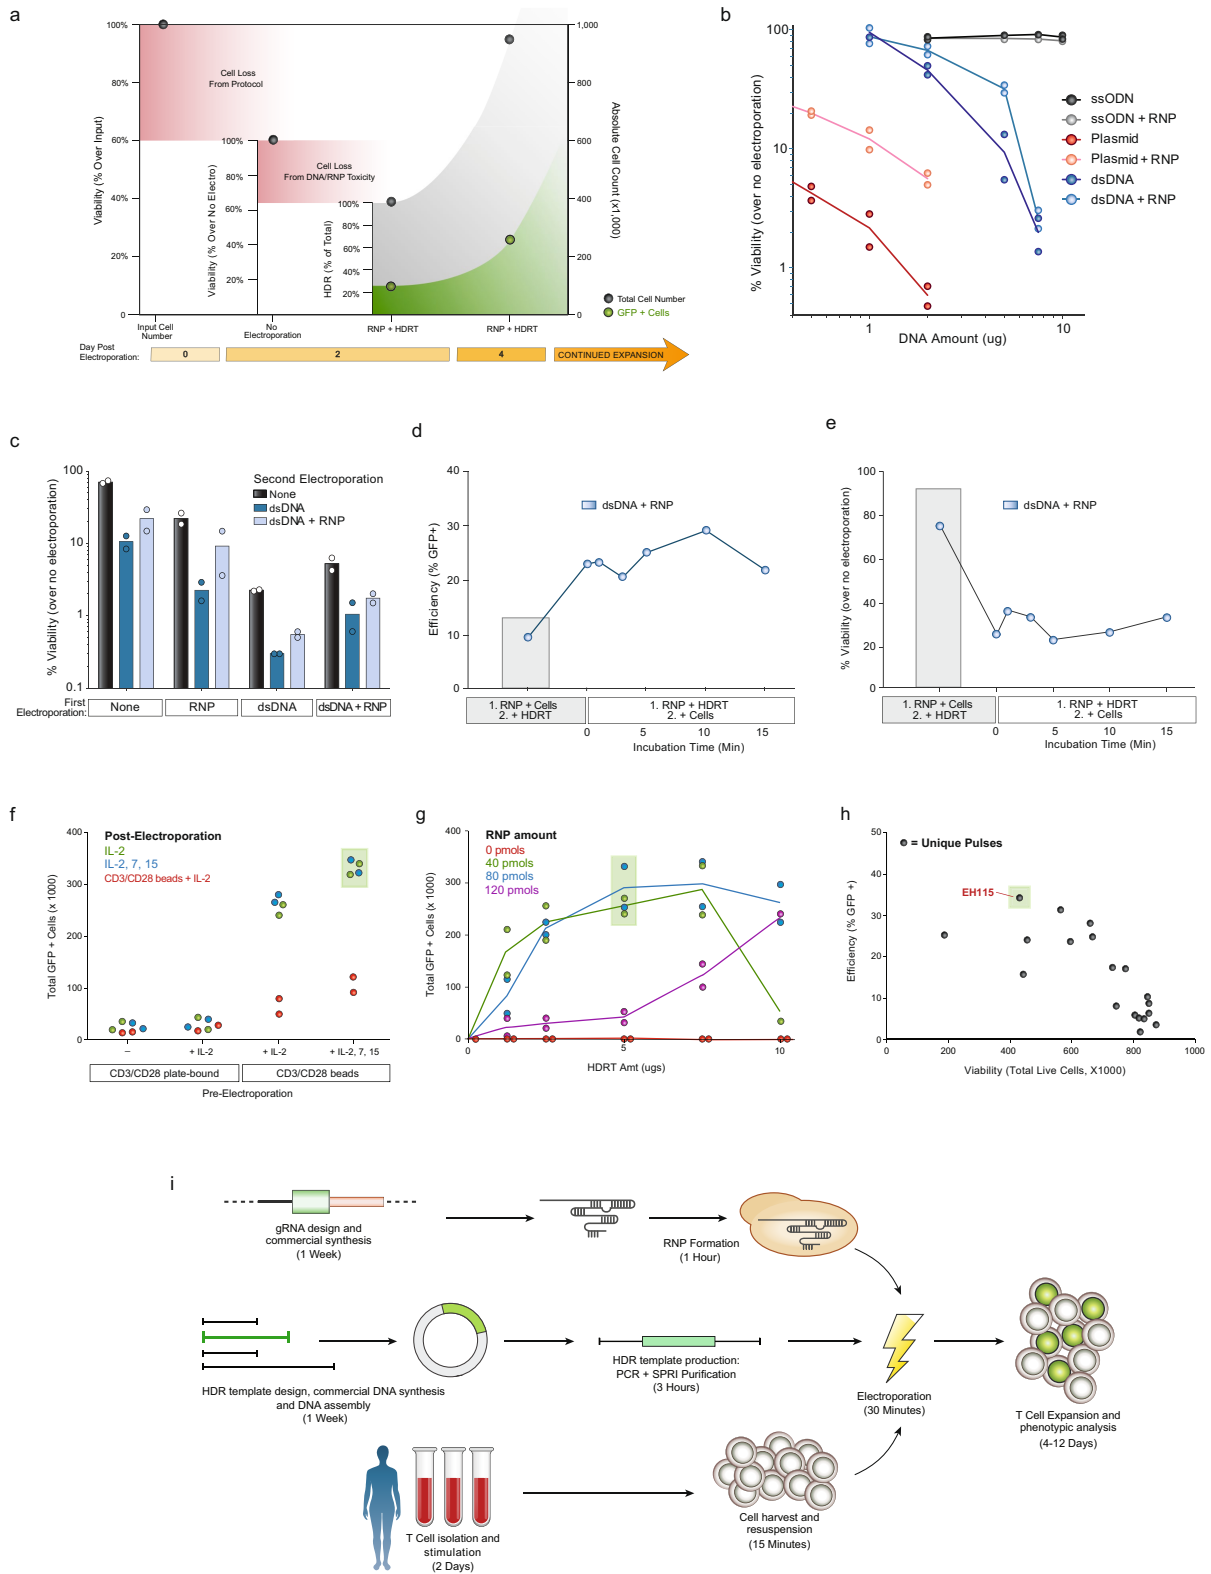 a
100%
80%
60%
40%
20%
0
Viability (% Over Input)
Cell Loss
From Protocol
100%
80%
60%
40%
20%
Viability (% Over No Electro)
Cell Loss
From DNA/RNP Toxicity
100%
80%
60%
40%
20%
HDR (% of Total)
1,000
800
600
400
200
0
Absolute Cell Count (x1,000)
Total Cell Number
GFP + Cells
Input Cell
Number
No
Electroporation
RNP + HDRT
RNP + HDRT
Day Post
Electroporation:
0
2
4
CONTINUED EXPANSION
b
100
10
1
% Viability (over no electroporation)
1
10
DNA Amount (ug)
ssODN
ssODN + RNP
Plasmid
Plasmid + RNP
dsDNA
dsDNA + RNP
c
100
10
1
0.1
% Viability (over no electroporation)
Second Electroporation
None
dsDNA
dsDNA + RNP
First
Electroporation:
None
RNP
dsDNA
dsDNA + RNP
d
40
30
20
10
0
Efficiency (% GFP+)
dsDNA + RNP
1. RNP + Cells
2. + HDRT
1. RNP + HDRT
2. + Cells
0
5
10
15
Incubation Time (Min)
e
100
80
60
40
20
0
% Viability (over no electroporation)
dsDNA + RNP
1. RNP + Cells
2. + HDRT
1. RNP + HDRT
2. + Cells
0
5
10
15
Incubation Time (Min)
f
400
300
200
100
0
Total GFP + Cells (x 1000)
Post-Electroporation
IL-2
IL-2, 7, 15
CD3/CD28 beads + IL-2
–
+ IL-2
+ IL-2
+ IL-2, 7, 15
CD3/CD28 plate-bound
CD3/CD28 beads
Pre-Electroporation
g
400
300
200
100
0
Total GFP + Cells (x 1000)
RNP amount
0 pmols
40 pmols
80 pmols
120 pmols
0
5
10
HDRT Amt (ugs)
h
50
40
30
20
10
0
Efficiency (% GFP +)
= Unique Pulses
EH115
0
200
400
600
800
1000
Viability (Total Live Cells, X1000)
i
gRNA design and
commercial synthesis
(1 Week)
RNP Formation
(1 Hour)
HDR template design, commercial DNA synthesis
and DNA assembly
(1 Week)
HDR template production:
PCR + SPRI Purification
(3 Hours)
Electroporation
(30 Minutes)
T Cell Expansion and
phenotypic analysis
(4-12 Days)
T Cell isolation and
stimulation
(2 Days)
Cell harvest and
resuspension
(15 Minutes)